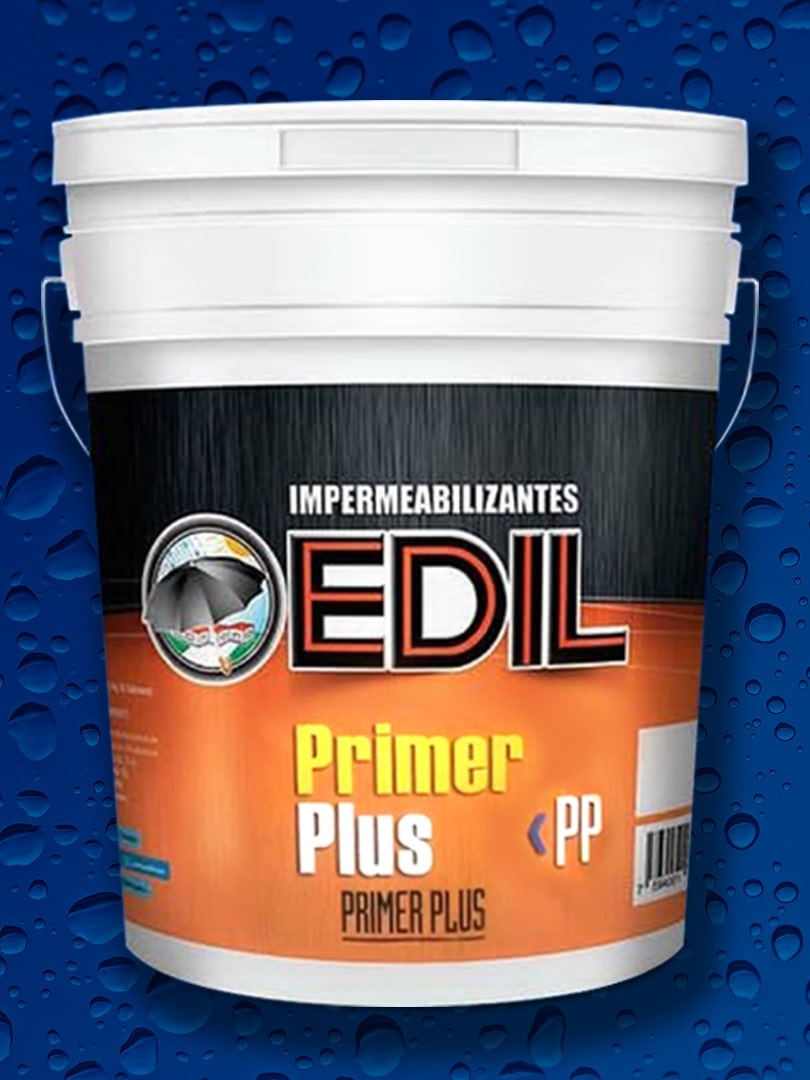 IMPERMEABILIZANTES
EDIL
Primer
Plus
PP
PRIMER PLUS